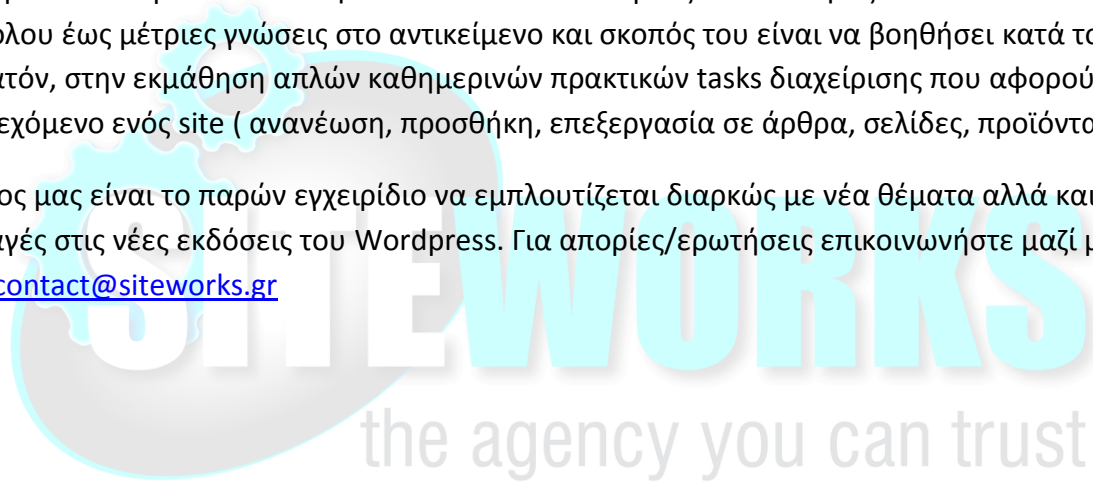 όλου έως μέτριες γνώσεις στο αντικείμενο και σκοπός του είναι να βοηθήσει κατά το
ατόν, στην εκμάθηση απλών καθημερινών πρακτικών tasks διαχείρισης που αφορού
εχόμενο ενός site ( ανανέωση, προσθήκη, επεξεργασία σε άρθρα, σελίδες, προϊόντα
ος μας είναι το παρών εγχειρίδιο να εμπλουτίζεται διαρκώς με νέα θέματα αλλά και
αγές στις νέες εκδόσεις του Wordpress. Για απορίες/ερωτήσεις επικοινωνήστε μαζί μ
contact@siteworks.gr
SITEWORKS
the agency you can trust